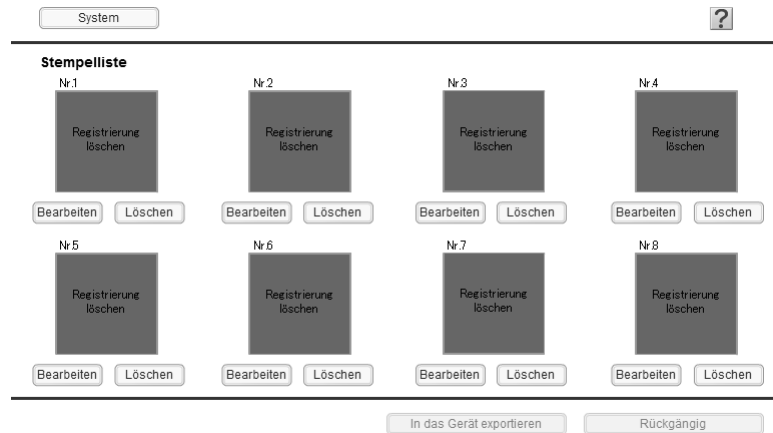 System
?
Stempelliste
Nr.1 Nr.2 Nr.3 Nr.4
Registrierung löschen Registrierung löschen Registrierung löschen Registrierung löschen
Bearbeiten Löschen Bearbeiten Löschen Bearbeiten Löschen Bearbeiten Löschen
Nr.5 Nr.6 Nr.7 Nr.8
Registrierung löschen Registrierung löschen Registrierung löschen Registrierung löschen
Bearbeiten Löschen Bearbeiten Löschen Bearbeiten Löschen Bearbeiten Löschen
In das Gerät exportieren Rückgängig